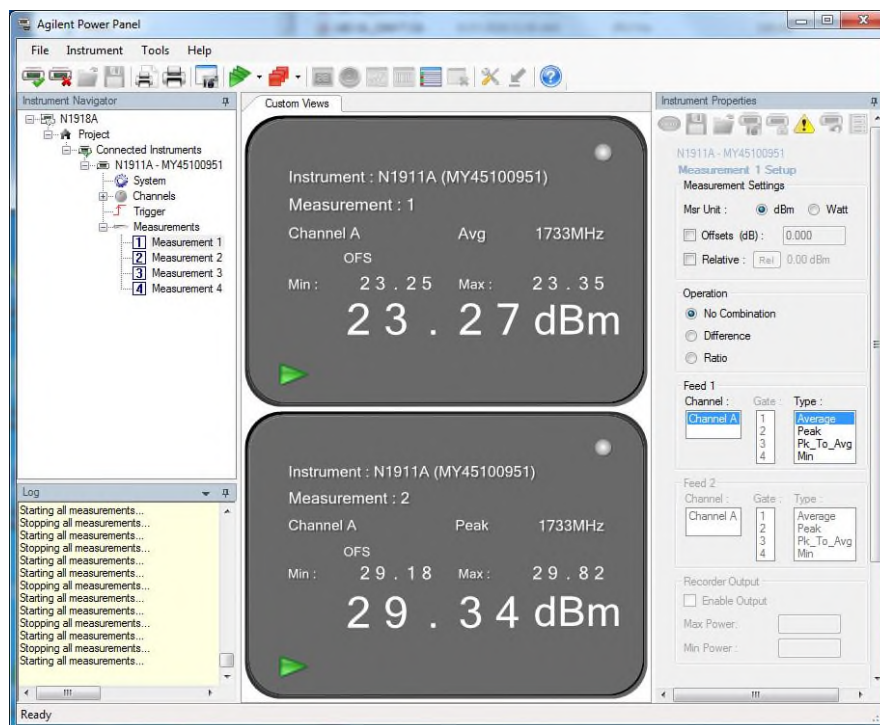 Agilent Power Panel
File Instrument Tools Help
Instrument Navigator
N1918A
Project
Connected Instruments
N1911A - MY45100951
System
Channels
Trigger
Measurements
1 Measurement 1
2 Measurement 2
3 Measurement 3
4 Measurement 4
Log
Starting all measurements...
Stopping all measurements...
Starting all measurements...
Stopping all measurements...
Starting all measurements...
Stopping all measurements...
Stopping all measurements...
Starting all measurements...
Starting all measurements...
Stopping all measurements...
Starting all measurements...
Stopping all measurements...
Starting all measurements...
Custom Views
Instrument : N1911A (MY45100951)
Measurement : 1
Channel A Avg 1733MHz
OFS
Min : 23.25 Max : 23.35
23.27 dBm
Instrument : N1911A (MY45100951)
Measurement : 2
Channel A Peak 1733MHz
OFS
Min : 29.18 Max : 29.82
29.34 dBm
Instrument Properties
N1911A - MY45100951
Measurement 1 Setup
Measurement Settings
Msr Unit : dBm Watt
Offsets (dB) : 0.000
Relative : Rel 0.00 dBm
Operation
No Combination
Difference
Ratio
Feed 1
Channel : Gate : Type :
Channel A 1 Average
2 Peak
3 Pk_To_Avg
4 Min
Feed 2
Channel : Gate : Type :
Channel A 1 Average
2 Peak
3 Pk_To_Avg
4 Min
Recorder Output
Enable Output
Max Power:
Min Power :
Ready